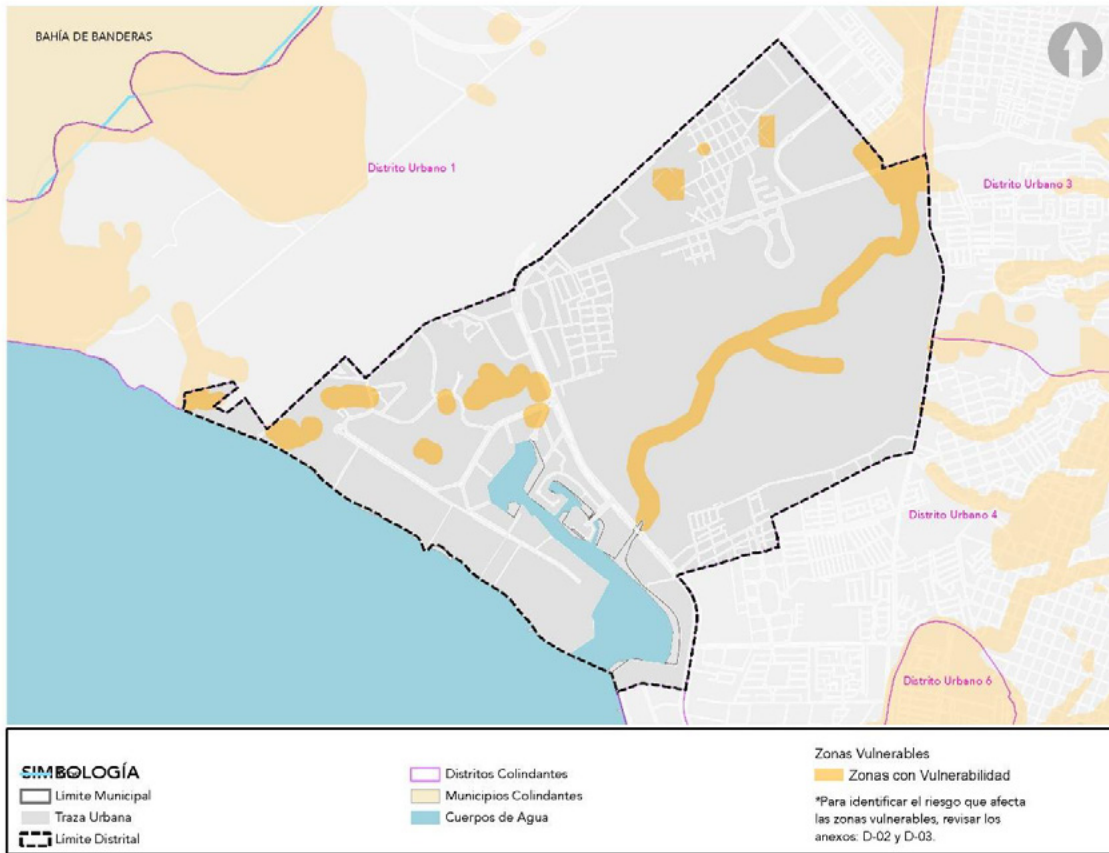 BAHÍA DE BANDERAS
Distrito Urbano 1
Distrito Urbano 3
Distrito Urbano 4
Distrito Urbano 6
SIMBOLOGÍA
Límite Municipal
Traza Urbana
Límite Distrital
Distritos Colindantes
Municipios Colindantes
Cuerpos de Agua
Zonas Vulnerables
Zonas con Vulnerabilidad
*Para identificar el riesgo que afecta
las zonas vulnerables, revisar los
anexos: D-02 y D-03.